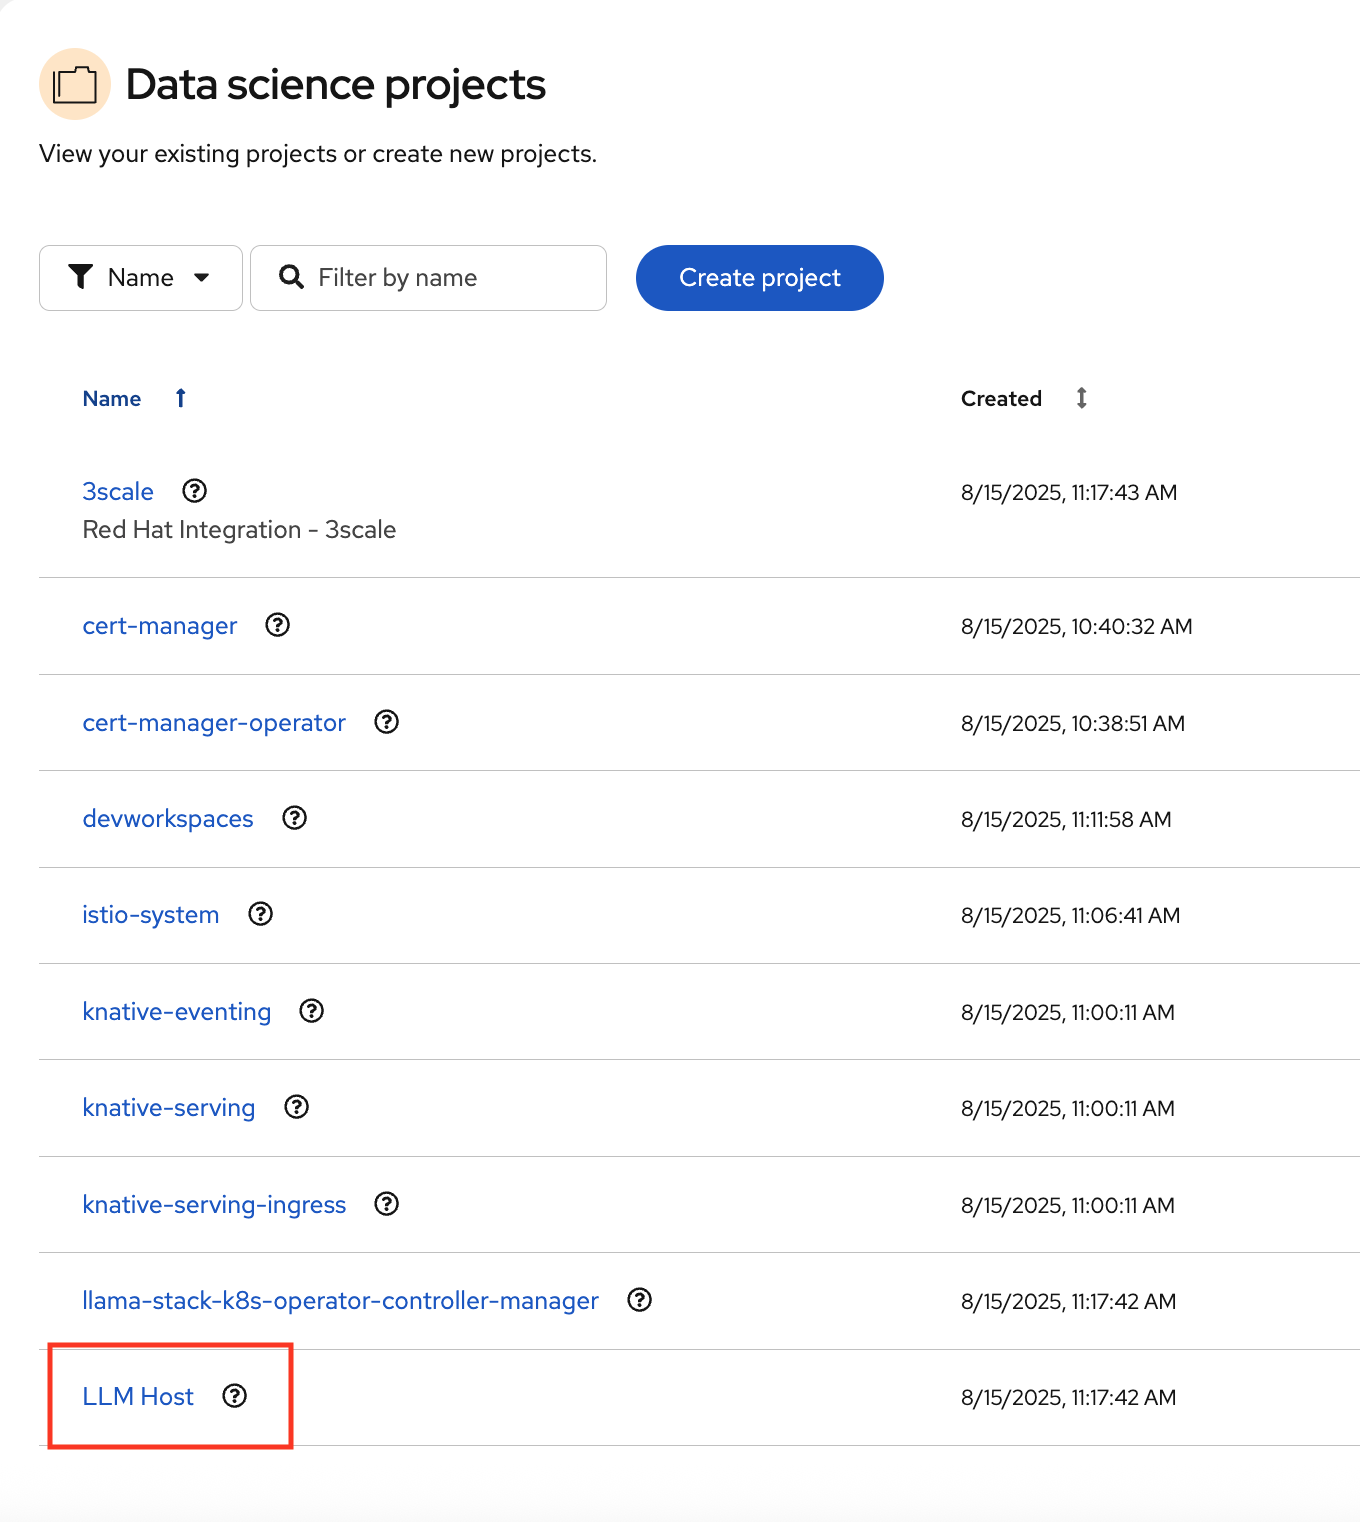 Data science projects
View your existing projects or create new projects.
Name
Filter by name
Create project
Name
Created
3scale
8/15/2025, 11:17:43 AM
Red Hat Integration - 3scale
cert-manager
8/15/2025, 10:40:32 AM
cert-manager-operator
8/15/2025, 10:38:51 AM
devworkspaces
8/15/2025, 11:11:58 AM
istio-system
8/15/2025, 11:06:41 AM
knative-eventing
8/15/2025, 11:00:11 AM
knative-serving
8/15/2025, 11:00:11 AM
knative-serving-ingress
8/15/2025, 11:00:11 AM
llama-stack-k8s-operator-controller-manager
8/15/2025, 11:17:42 AM
LLM Host
8/15/2025, 11:17:42 AM